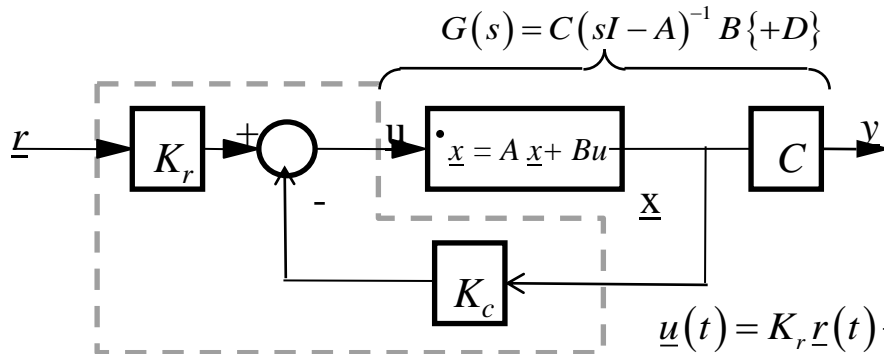 G(s) = C(sI − A)⁻¹ B{+D}
r
K_r
+
-
u
ẋ = A x + Bu
x
C
y
K_c
u(t) = K_r r(t) -